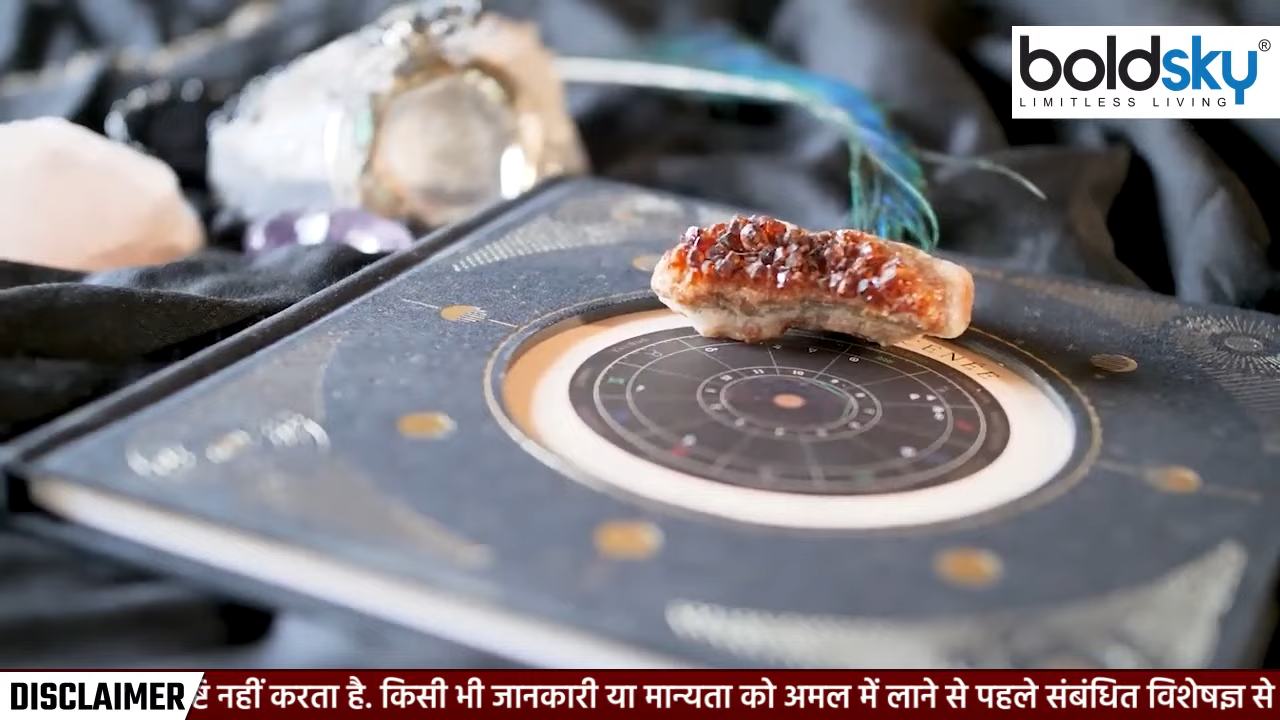 boldsky®
LIMITLESS LIVING
DISCLAIMER
नहीं करता है. किसी भी जानकारी या मान्यता को अमल में लाने से पहले संबंधित विशेषज्ञ से